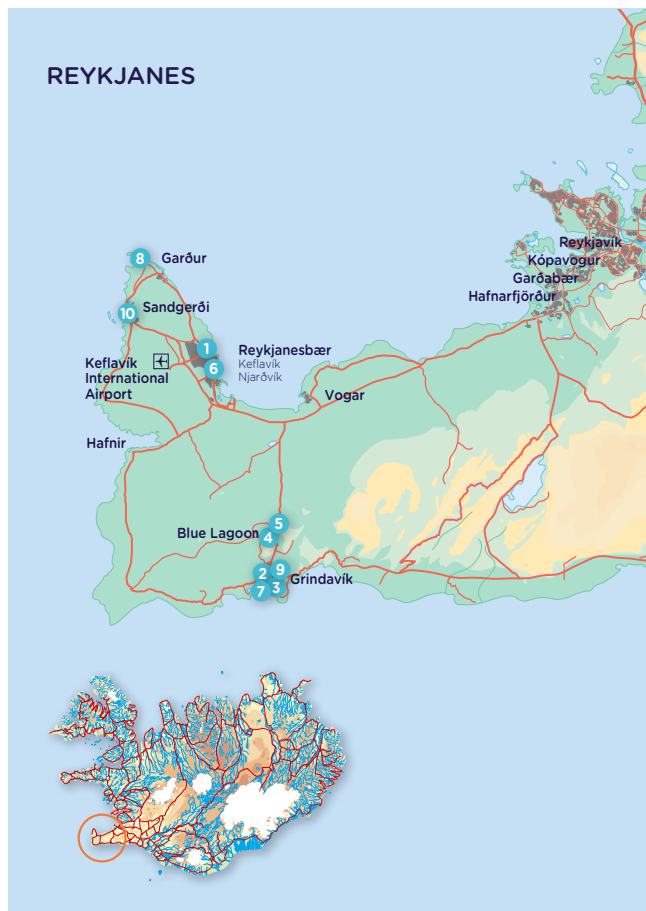 REYKJANES
Reykjavík
Kópavogur
Garðabær
Hafnarfjörður
8
Garður
10
Sandgerði
1
Reykjanesbær
Keflavík
Njarðvík
6
Keflavík
International
Airport
Vogar
Hafnir
5
Blue Lagoon
4
2
9
Grindavík
7
3